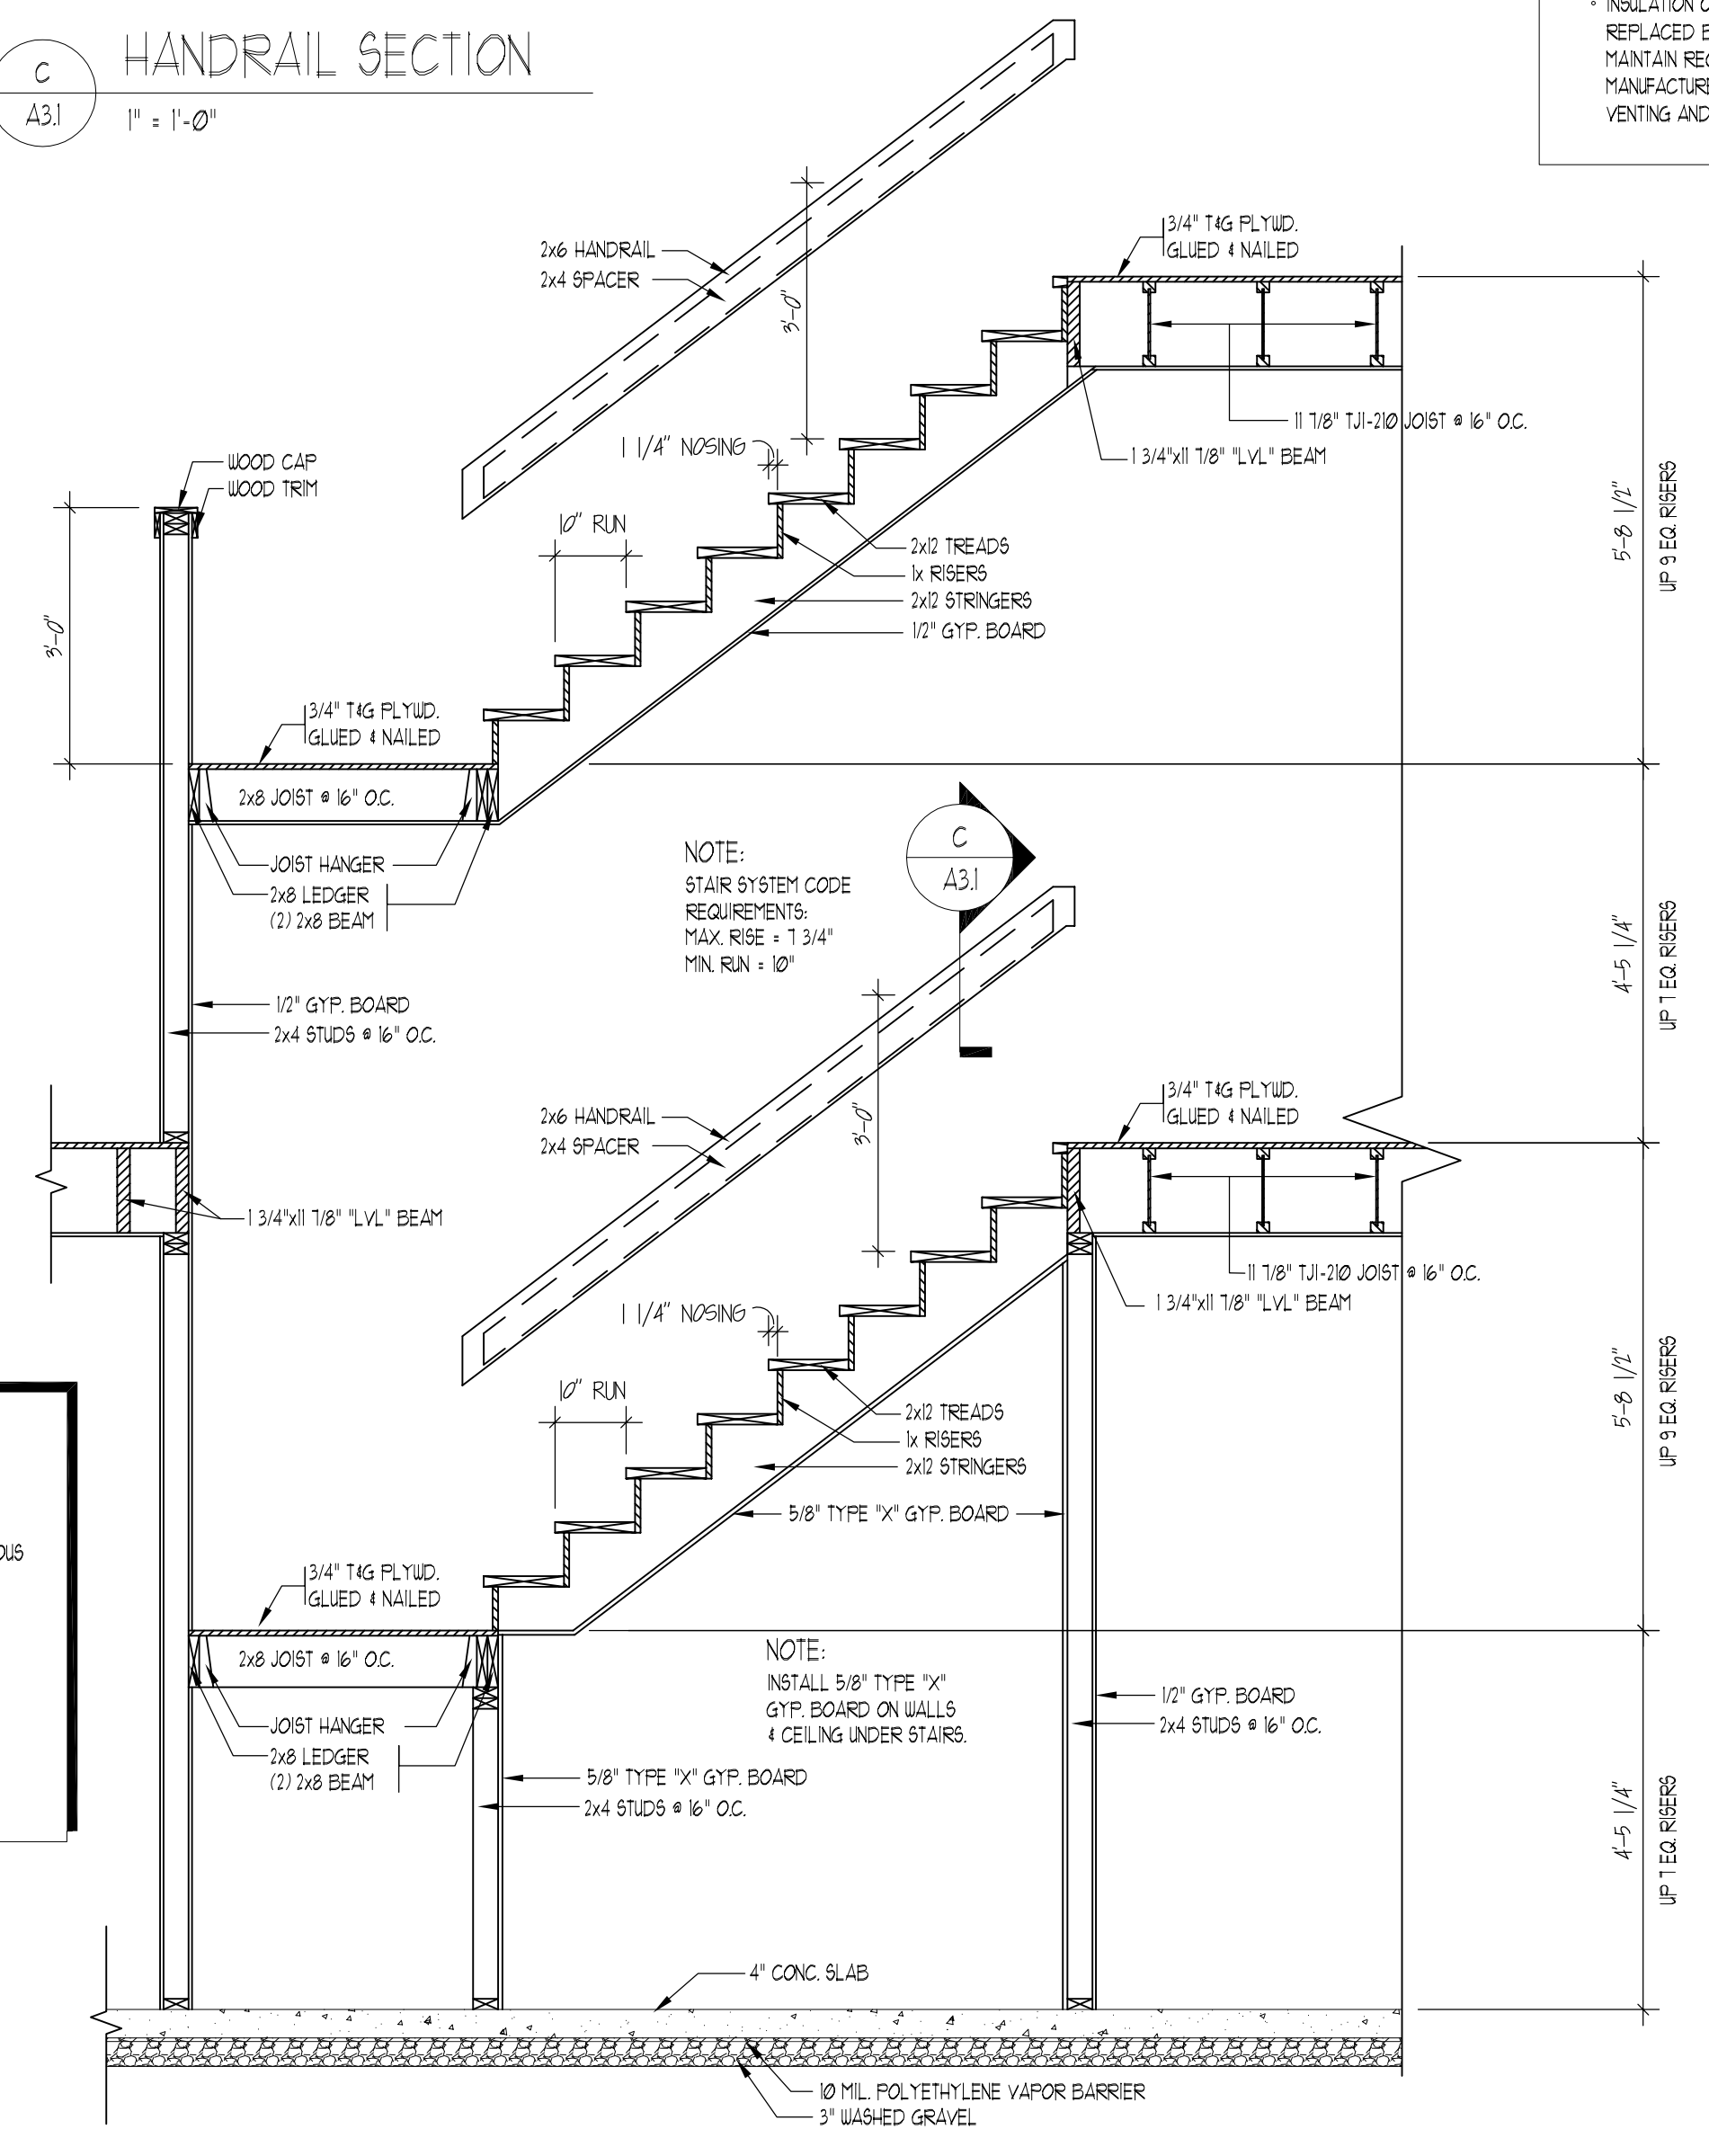 C
A3.1
HANDRAIL SECTION
1" = 1'-0"
° INSULATION
REPLACED
MAINTAIN
VENTING AND
3/4" T&G PLYWD.
GLUED & NAILED
2x6 HANDRAIL
2x4 SPACER
3'-0"
11 7/8" TJI-210 JOIST @ 16" O.C.
1 3/4"x11 7/8" "LVL" BEAM
1 1/4" NOSING
WOOD CAP
WOOD TRIM
10" RUN
5'-8 1/2"
UP 9 EQ. RISERS
2x12 TREADS
1x RISERS
2x12 STRINGERS
1/2" GYP. BOARD
3'-0"
3/4" T&G PLYWD.
GLUED & NAILED
2x8 JOIST @ 16" O.C.
JOIST HANGER
2x8 LEDGER
(2) 2x8 BEAM
NOTE:
STAIR SYSTEM CODE
REQUIREMENTS:
MAX. RISE = 7 3/4"
MIN. RUN = 10"
C
A3.1
4'-5 1/4"
UP 7 EQ. RISERS
1/2" GYP. BOARD
2x4 STUDS @ 16" O.C.
3/4" T&G PLYWD.
GLUED & NAILED
2x6 HANDRAIL
2x4 SPACER
3'-0"
1 3/4"x11 7/8" "LVL" BEAM
11 7/8" TJI-210 JOIST @ 16" O.C.
1 3/4"x11 7/8" "LVL" BEAM
1 1/4" NOSING
10" RUN
5'-8 1/2"
UP 9 EQ. RISERS
2x12 TREADS
1x RISERS
2x12 STRINGERS
5/8" TYPE "X" GYP. BOARD
3/4" T&G PLYWD.
GLUED & NAILED
2x8 JOIST @ 16" O.C.
JOIST HANGER
2x8 LEDGER
(2) 2x8 BEAM
NOTE:
INSTALL 5/8" TYPE "X"
GYP. BOARD ON WALLS
& CEILING UNDER STAIRS.
1/2" GYP. BOARD
2x4 STUDS @ 16" O.C.
5/8" TYPE "X" GYP. BOARD
2x4 STUDS @ 16" O.C.
4'-5 1/4"
UP 7 EQ. RISERS
4" CONC. SLAB
10 MIL. POLYETHYLENE VAPOR BARRIER
3" WASHED GRAVEL